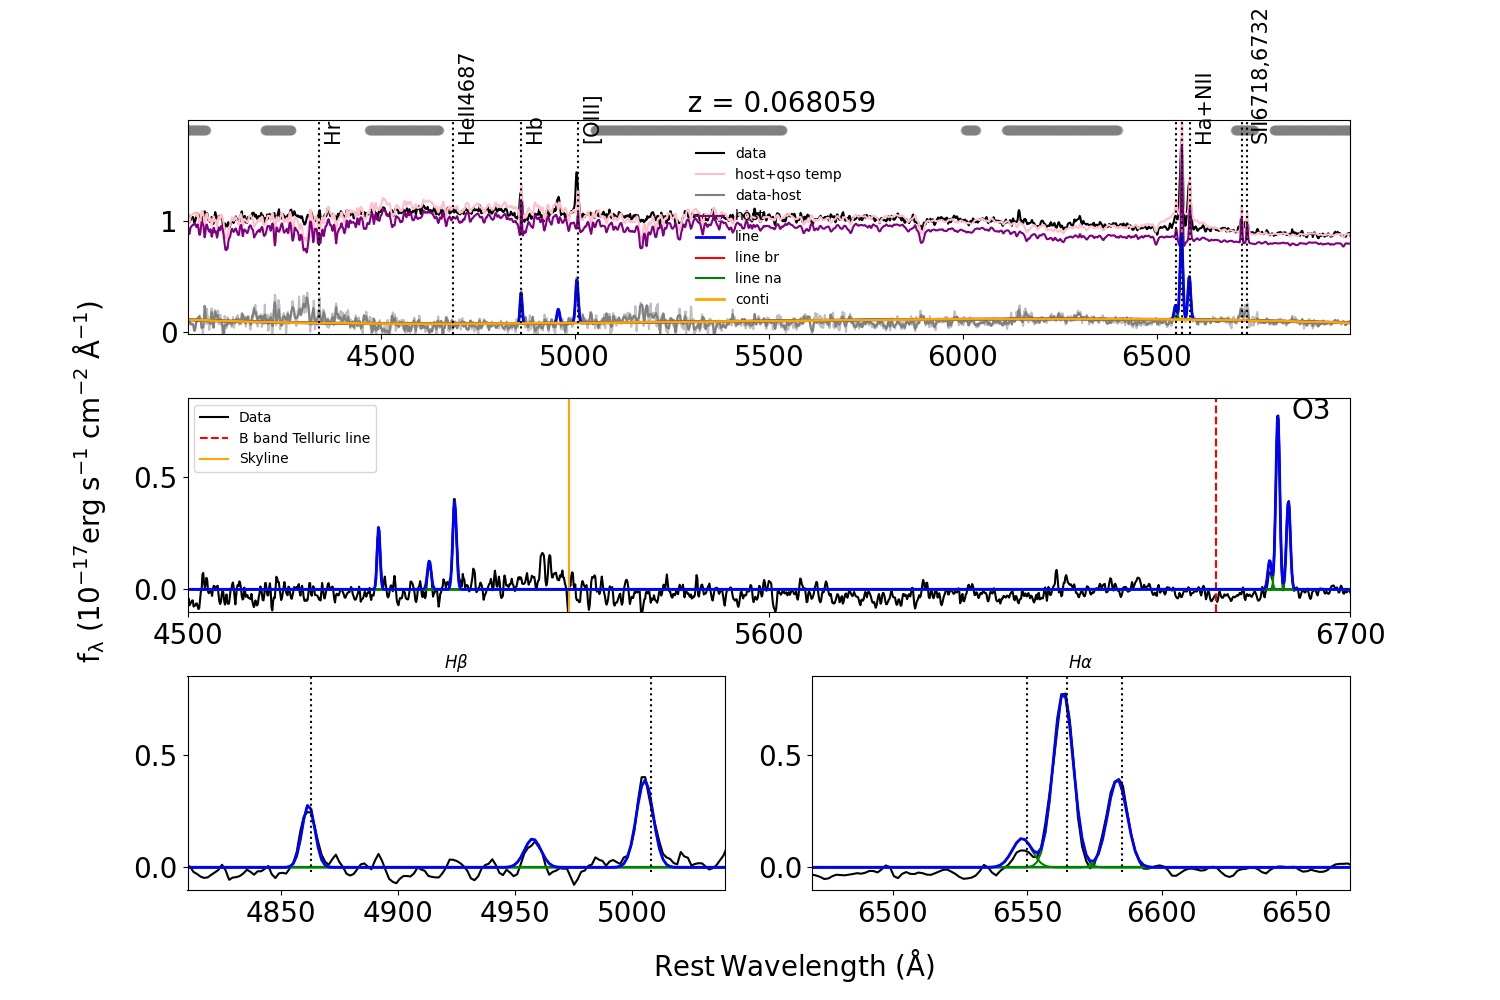 z = 0.068059
Hr
HeII4687
Hb
[OIII]
Ha+NII
SII6718,6732
data
host+qso temp
data-host
host
line
line br
line na
conti
1
0
4500 5000 5500 6000 6500
Data
B band Telluric line
Skyline
O3
0.5
0.0
4500 5600 6700
fλ (10−17erg s−1 cm−2 Å−1)
Hβ
0.5
0.0
4850 4900 4950 5000
Hα
0.5
0.0
6500 6550 6600 6650
Rest Wavelength (Å)